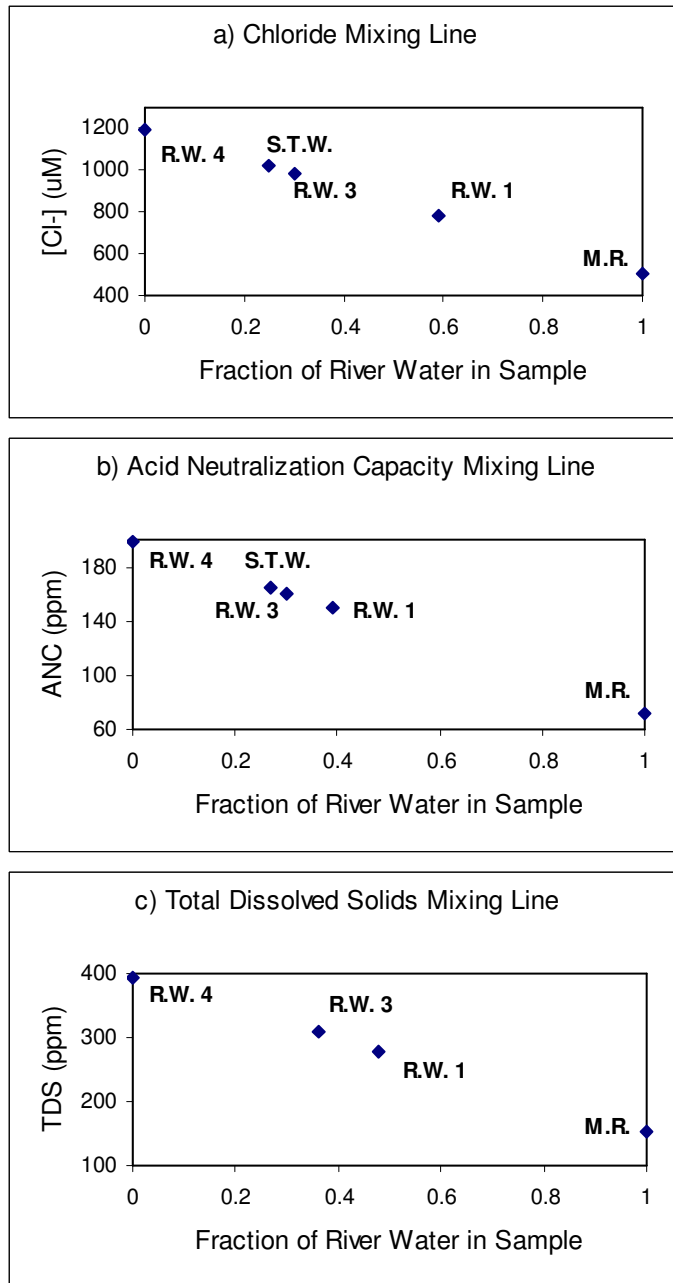 a) Chloride Mixing Line
1200
1000
800
600
400
[Cl-] (uM)
R.W. 4
S.T.W.
R.W. 3
R.W. 1
M.R.
0 0.2 0.4 0.6 0.8 1
Fraction of River Water in Sample
b) Acid Neutralization Capacity Mixing Line
180
140
100
60
ANC (ppm)
R.W. 4
S.T.W.
R.W. 3
R.W. 1
M.R.
0 0.2 0.4 0.6 0.8 1
Fraction of River Water in Sample
c) Total Dissolved Solids Mixing Line
400
300
200
100
TDS (ppm)
R.W. 4
R.W. 3
R.W. 1
M.R.
0 0.2 0.4 0.6 0.8 1
Fraction of River Water in Sample